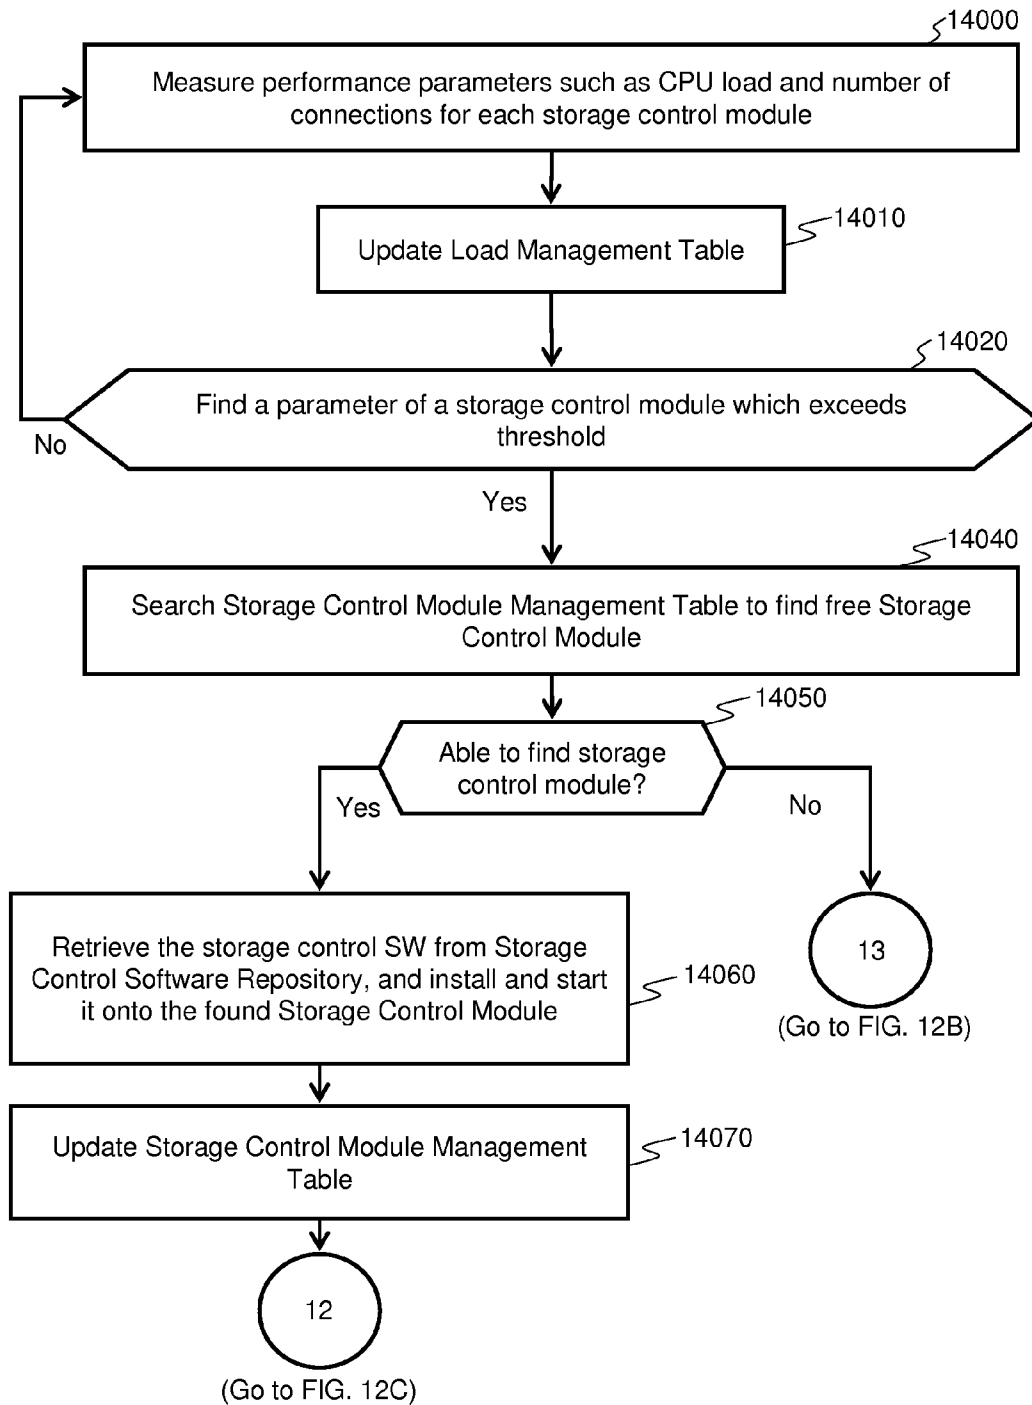 14000
Measure performance parameters such as CPU load and number of
connections for each storage control module
14010
Update Load Management Table
14020
Find a parameter of a storage control module which exceeds
threshold
No
Yes
14040
Search Storage Control Module Management Table to find free Storage
Control Module
14050
Able to find storage
control module?
Yes
No
Retrieve the storage control SW from Storage
Control Software Repository, and install and start
it onto the found Storage Control Module
14060
13
(Go to FIG. 12B)
Update Storage Control Module Management
Table
14070
12
(Go to FIG. 12C)